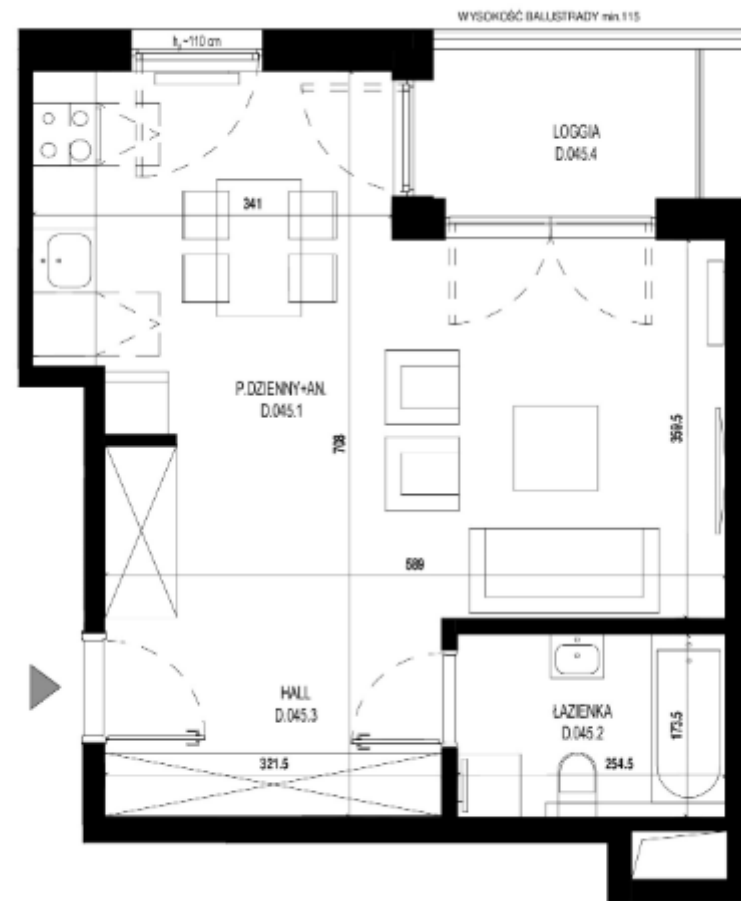 WYSOKOŚĆ BALUSTRADY min.115
hₚ~110 cm
LOGGIA
D.045.4
341
P.DZIENNY+AN.
D.045.1
708
359.5
589
HALL
D.045.3
ŁAZIENKA
D.045.2
173.5
321.5
254.5